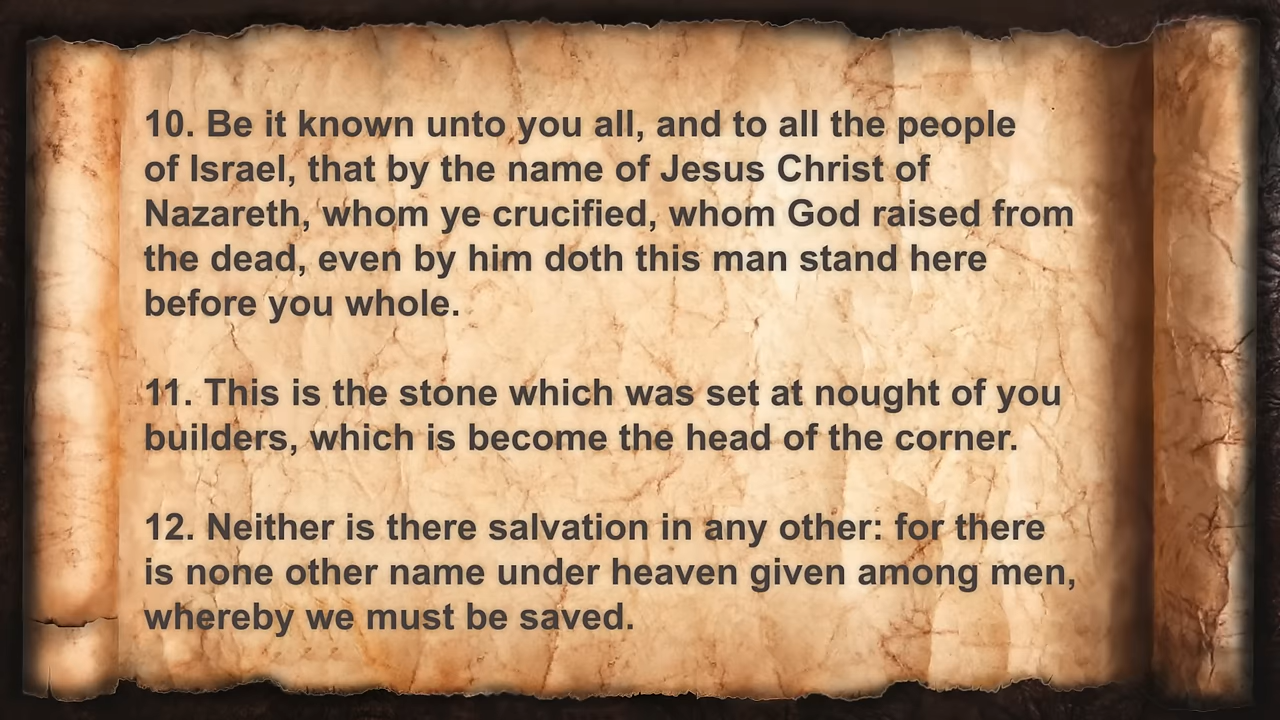 10. Be it known unto you all, and to all the people
of Israel, that by the name of Jesus Christ of
Nazareth, whom ye crucified, whom God raised from
the dead, even by him doth this man stand here
before you whole.
11. This is the stone which was set at nought of you
builders, which is become the head of the corner.
12. Neither is there salvation in any other: for there
is none other name under heaven given among men,
whereby we must be saved.